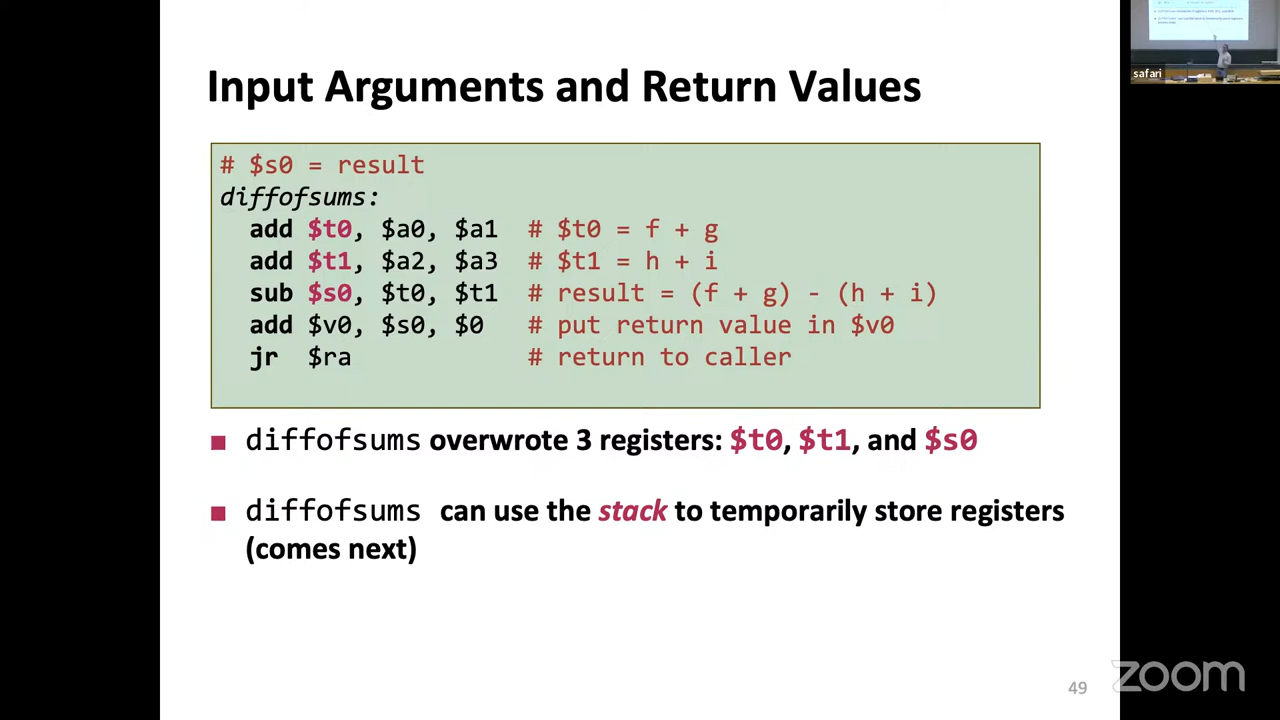 safari
Input Arguments and Return Values
# $s0 = result
diffofsums:
add $t0, $a0, $a1 # $t0 = f + g
add $t1, $a2, $a3 # $t1 = h + i
sub $s0, $t0, $t1 # result = (f + g) - (h + i)
add $v0, $s0, $0 # put return value in $v0
jr $ra # return to caller
■ diffofsums overwrote 3 registers: $t0, $t1, and $s0
■ diffofsums can use the stack to temporarily store registers
(comes next)
49
zoom